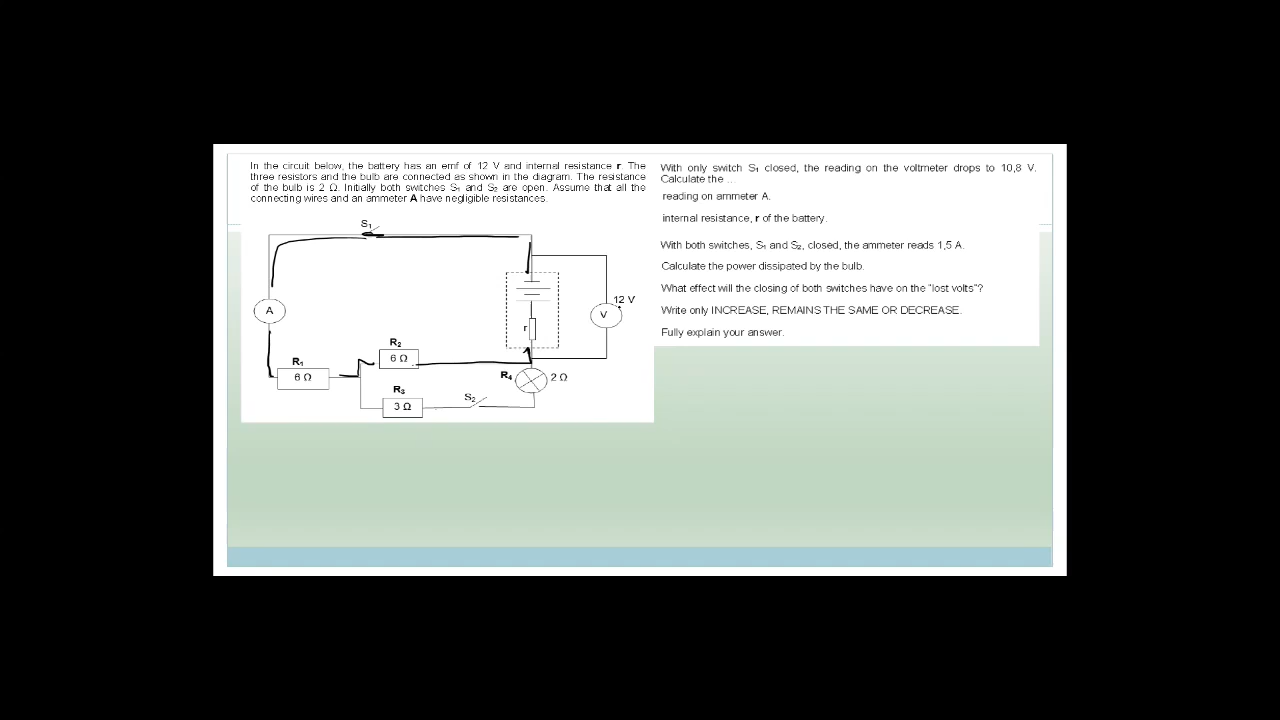 In the circuit below, the battery has an emf of 12 V and internal resistance r. The
three resistors and the bulb are connected as shown in the diagram. The resistance
of the bulb is 2 Ω. Initially both switches S₁ and S₂ are open. Assume that all the
connecting wires and an ammeter A have negligible resistances.
S₁
12 V
A
V
r
R₂
6 Ω
R₁
6 Ω
R₄
2 Ω
R₃
3 Ω
S₂
With only switch S₁ closed, the reading on the voltmeter drops to 10,8 V.
Calculate the ...
reading on ammeter A.
internal resistance, r of the battery.
With both switches, S₁ and S₂, closed, the ammeter reads 1,5 A.
Calculate the power dissipated by the bulb.
What effect will the closing of both switches have on the "lost volts"?
Write only INCREASE, REMAINS THE SAME OR DECREASE.
Fully explain your answer.